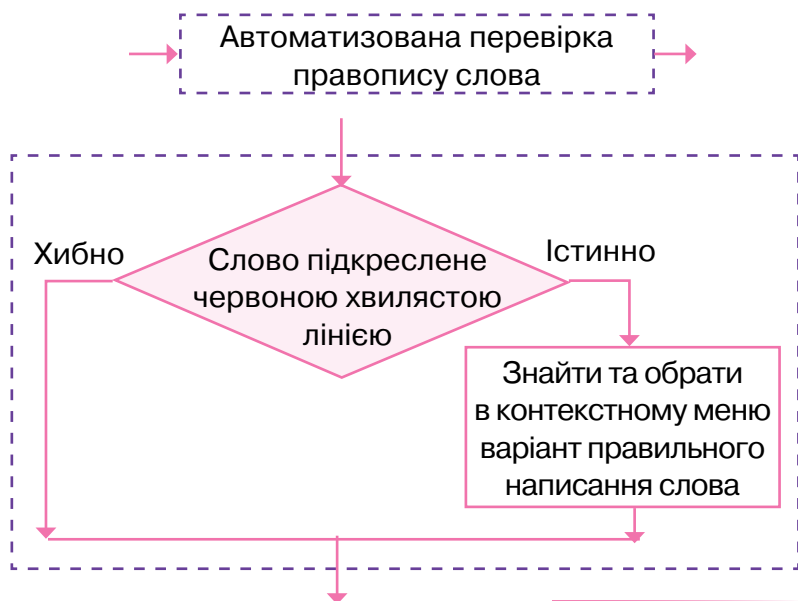 Автоматизована перевірка
правопису слова
Хибно
Слово підкреслене
червоною хвилястою
лінією
Істинно
Знайти та обрати
в контекстному меню
варіант правильного
написання слова